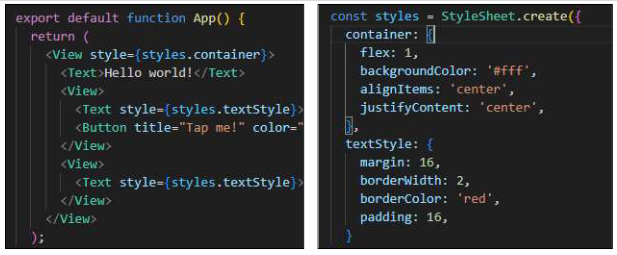 export default function App() {
return (
<View style={styles.container}>
<Text>Hello world!</Text>
<View>
<Text style={styles.textStyle}>
<Button title="Tap me!" color="
</View>
<View>
<Text style={styles.textStyle}>
</View>
</View>
);
const styles = StyleSheet.create({
container: {
flex: 1,
backgroundColor: '#fff',
alignItems: 'center',
justifyContent: 'center',
},
textStyle: {
margin: 16,
borderWidth: 2,
borderColor: 'red',
padding: 16,
}